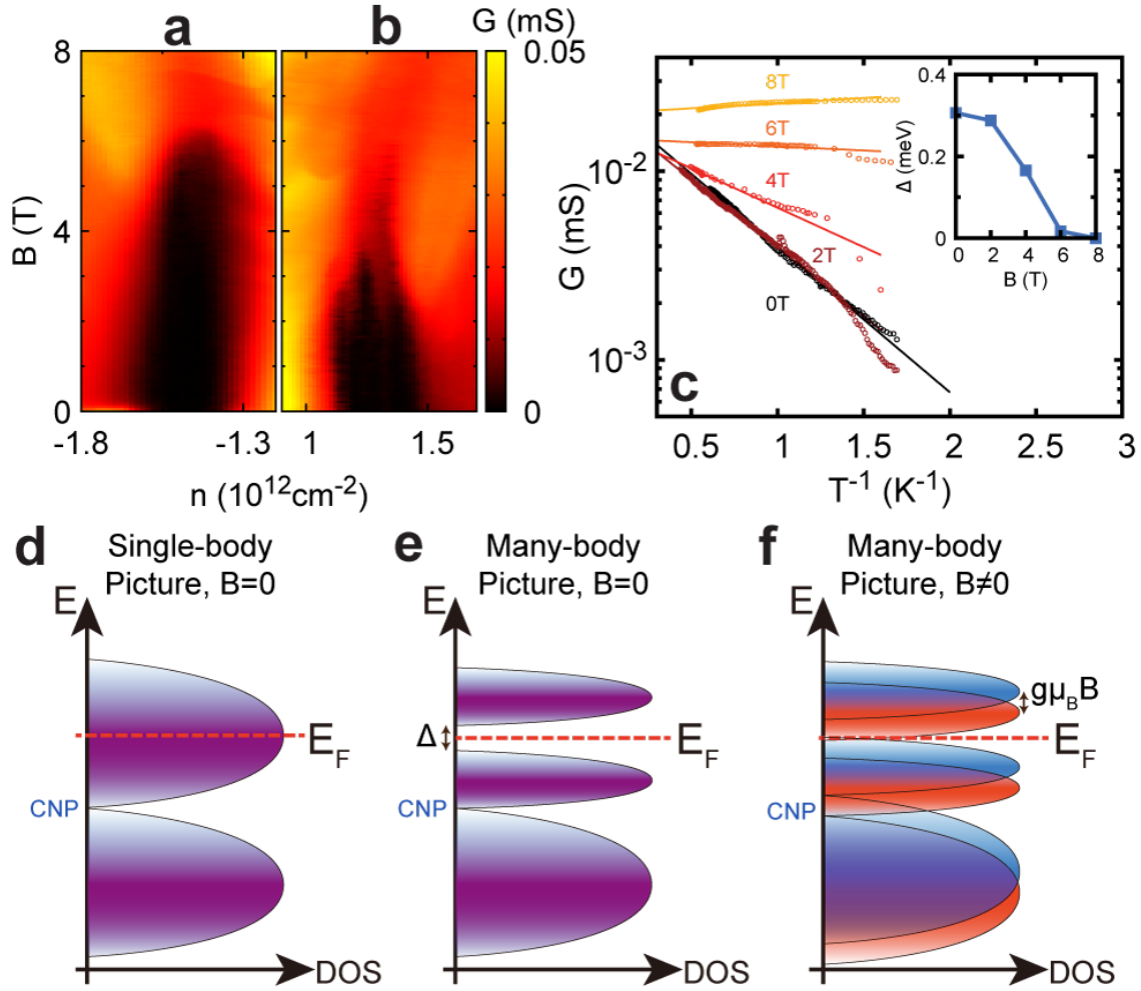 a
b
G (mS)
0.05
0
8
4
0
B (T)
-1.8
-1.3
1
1.5
n (10¹²cm⁻²)
G (mS)
10⁻²
10⁻³
8T
6T
4T
2T
0T
c
0.5
1
1.5
2
2.5
3
T⁻¹ (K⁻¹)
Δ (meV)
0.4
0.2
0
0
2
4
6
8
B (T)
d
Single-body
Picture, B=0
E
E_F
CNP
DOS
e
Many-body
Picture, B=0
E
Δ
E_F
DOS
f
Many-body
Picture, B≠0
E
gμ_BB
E_F
CNP
DOS